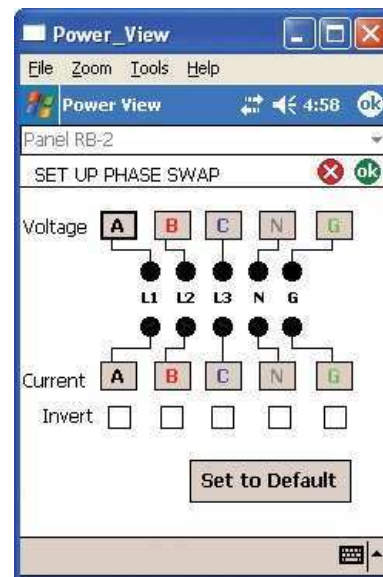 Power_View
File Zoom Tools Help
Power View 4:58 ok
Panel RB-2
SET UP PHASE SWAP ok
Voltage A B C N G
L1 L2 L3 N G
Current A B C N G
Invert
Set to Default